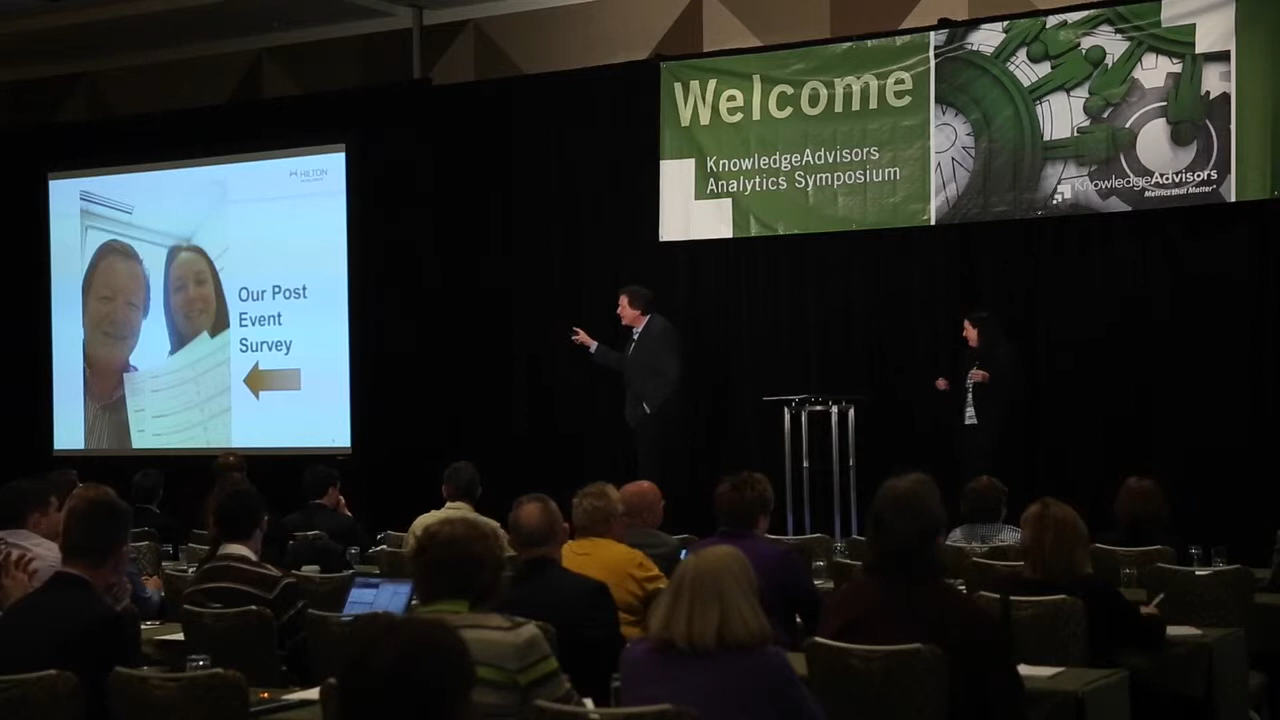 Welcome
KnowledgeAdvisors
Analytics Symposium
KnowledgeAdvisors
Metrics that Matter®
HILTON
Our Post
Event
Survey